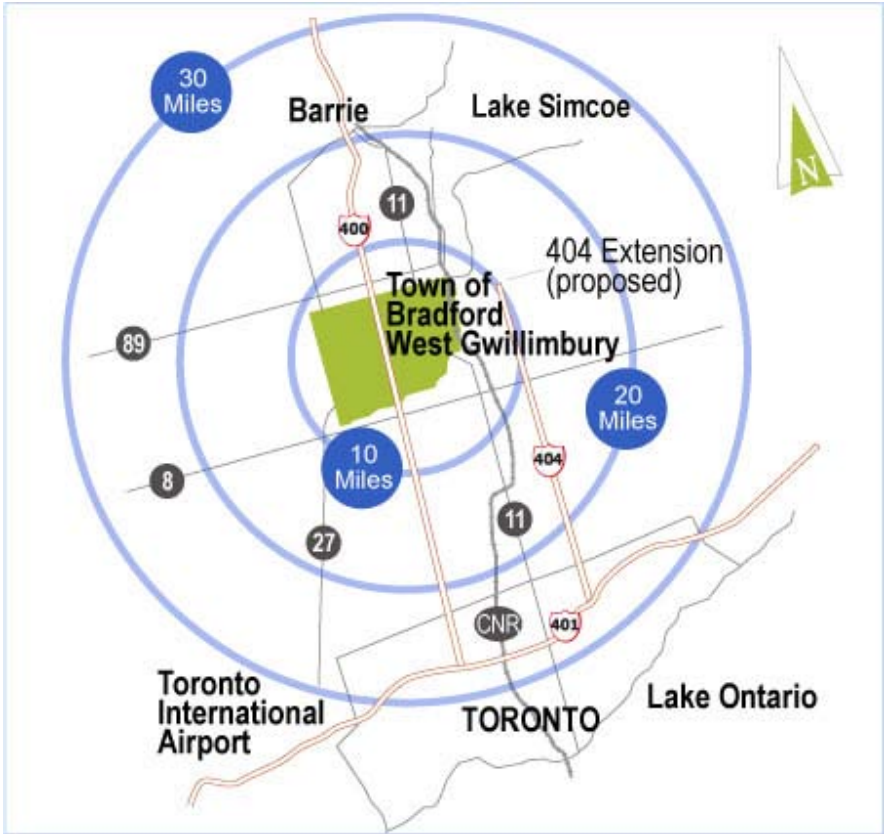 30
Miles
Barrie
Lake Simcoe
N
11
400
404 Extension
(proposed)
Town of
Bradford
West Gwillimbury
89
20
Miles
10
Miles
404
8
11
27
CNR
401
Toronto
International
Airport
TORONTO
Lake Ontario